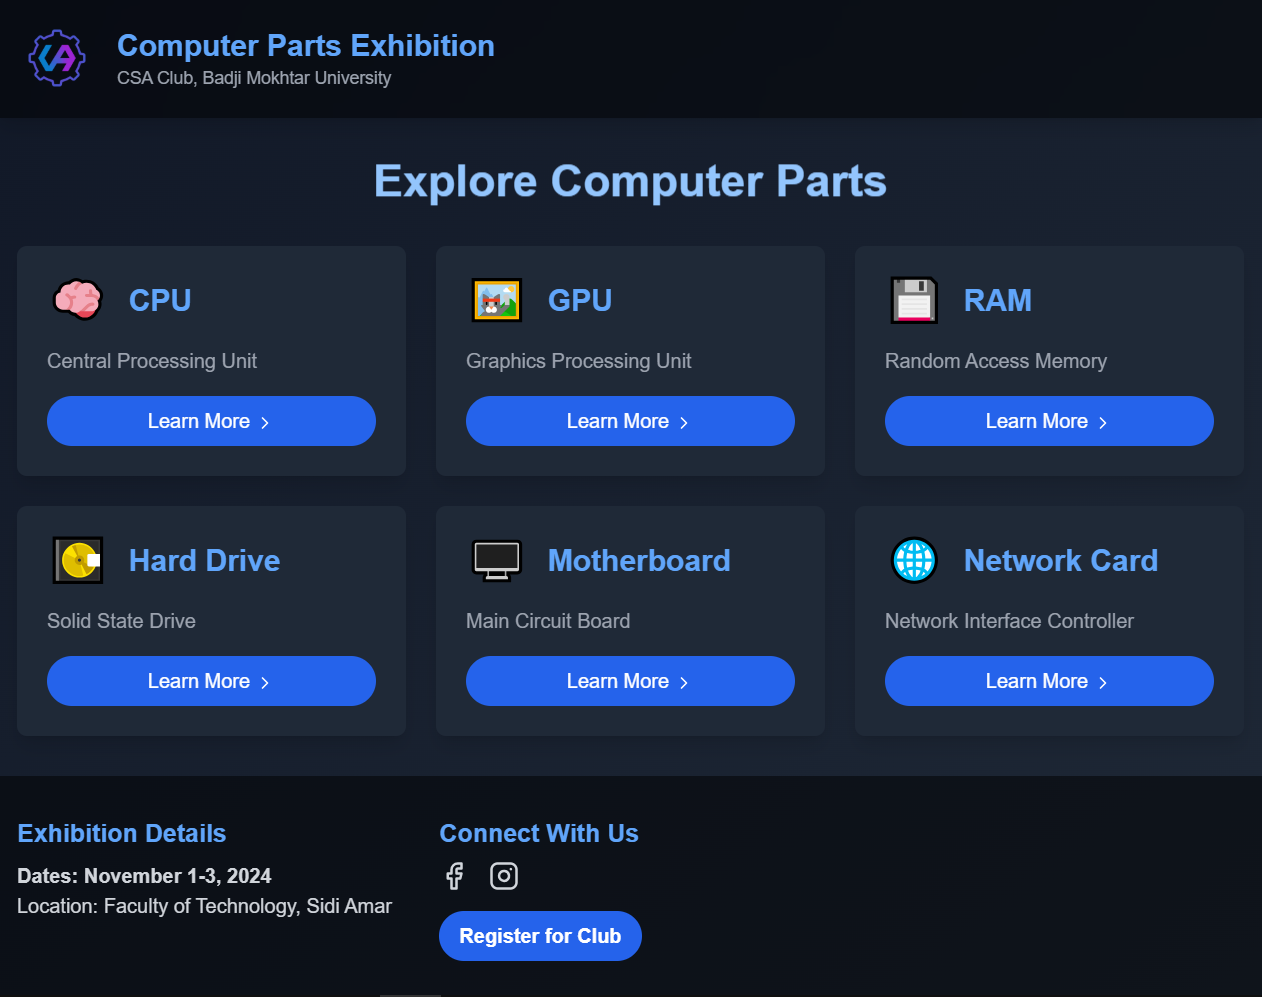 Computer Parts Exhibition
CSA Club, Badji Mokhtar University
Explore Computer Parts
CPU
Central Processing Unit
Learn More
GPU
Graphics Processing Unit
Learn More
RAM
Random Access Memory
Learn More
Hard Drive
Solid State Drive
Learn More
Motherboard
Main Circuit Board
Learn More
Network Card
Network Interface Controller
Learn More
Exhibition Details
Dates: November 1-3, 2024
Location: Faculty of Technology, Sidi Amar
Connect With Us
Register for Club